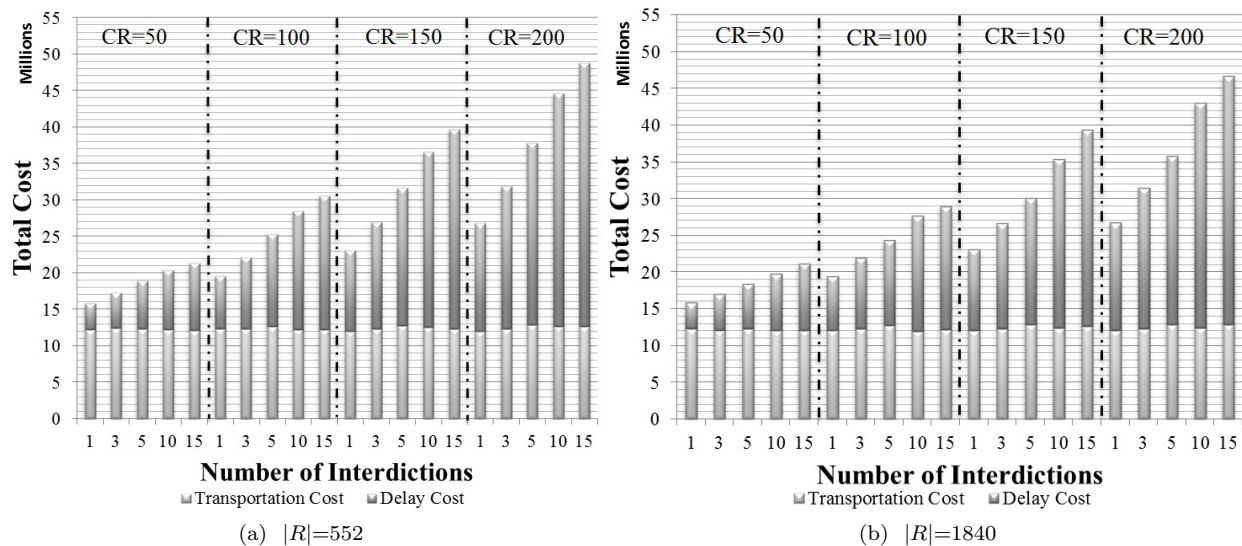 55
50
45
40
35
30
25
20
15
10
5
0
Millions
Total Cost
CR=50 CR=100 CR=150 CR=200
1 3 5 10 15 1 3 5 10 15 1 3 5 10 15 1 3 5 10 15
Number of Interdictions
Transportation Cost Delay Cost
(a) |R|=552
55
50
45
40
35
30
25
20
15
10
5
0
Millions
Total Cost
CR=50 CR=100 CR=150 CR=200
1 3 5 10 15 1 3 5 10 15 1 3 5 10 15 1 3 5 10 15
Number of Interdictions
Transportation Cost Delay Cost
(b) |R|=1840